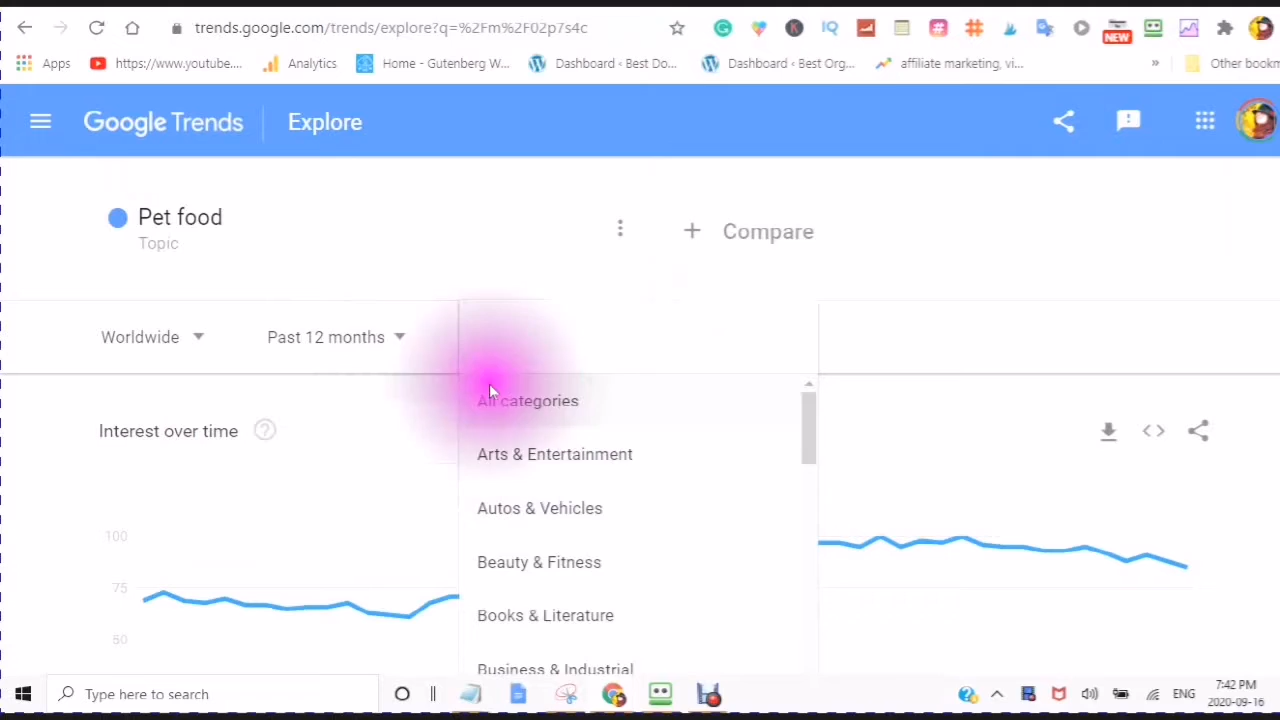 trends.google.com/trends/explore?q=%2Fm%2F02p7s4c
K
IQ
NEW
Apps
https://www.youtube....
Analytics
Home - Gutenberg W...
Dashboard ‹ Best Do...
Dashboard ‹ Best Org...
affiliate marketing, vi...
»
Other bookm
Google Trends
Explore
Pet food
Topic
+ Compare
Worldwide
Past 12 months
All categories
Interest over time ?
Arts & Entertainment
Autos & Vehicles
100
Beauty & Fitness
75
Books & Literature
50
Business & Industrial
Type here to search
ENG
7:42 PM
2020-09-16